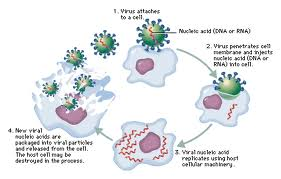 1. Virus attaches
to a cell.
Nucleic acid (DNA or RNA)
2. Virus penetrates cell
membrane and injects
nucleic acid (DNA or
RNA) into cell.
3. Viral nucleic acid
replicates using host
cellular machinery.
4. New viral
nucleic acids are
packaged into viral particles
and released from the cell.
The host cell may be
destroyed in the process.